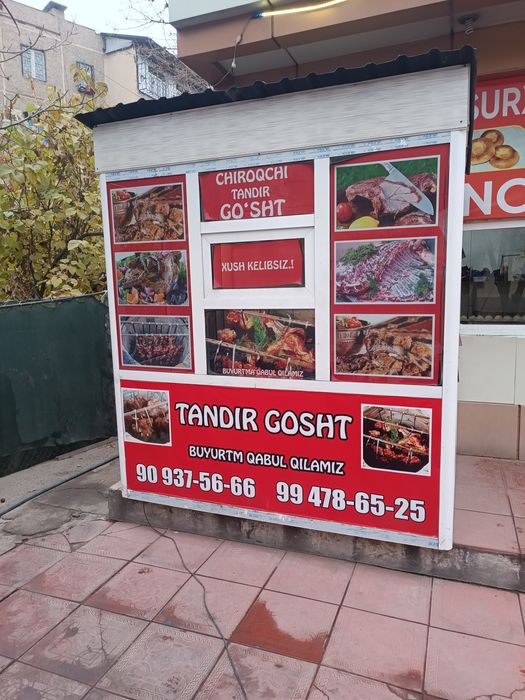 CHIROQCHI
TANDIR
GO‘SHT
XUSH KELIBSIZ.!
BUYURTMA QABUL QILAMIZ
TANDIR GOSHT
BUYURTM QABUL QILAMIZ
90 937-56-66 99 478-65-25